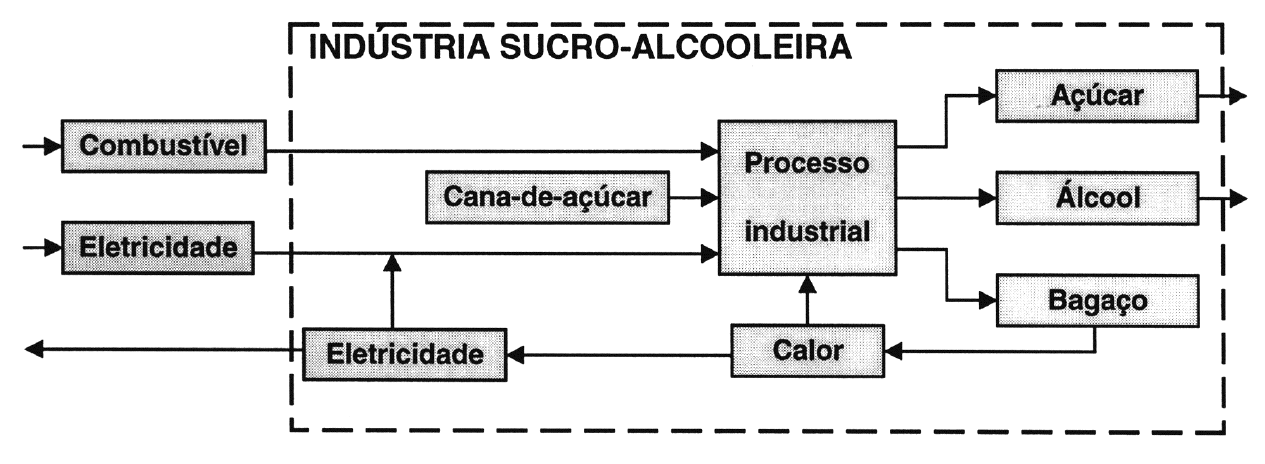 INDÚSTRIA SUCRO-ALCOOLEIRA
Açúcar
Combustível
Processo
industrial
Cana-de-açúcar
Álcool
Eletricidade
Bagaço
Eletricidade
Calor